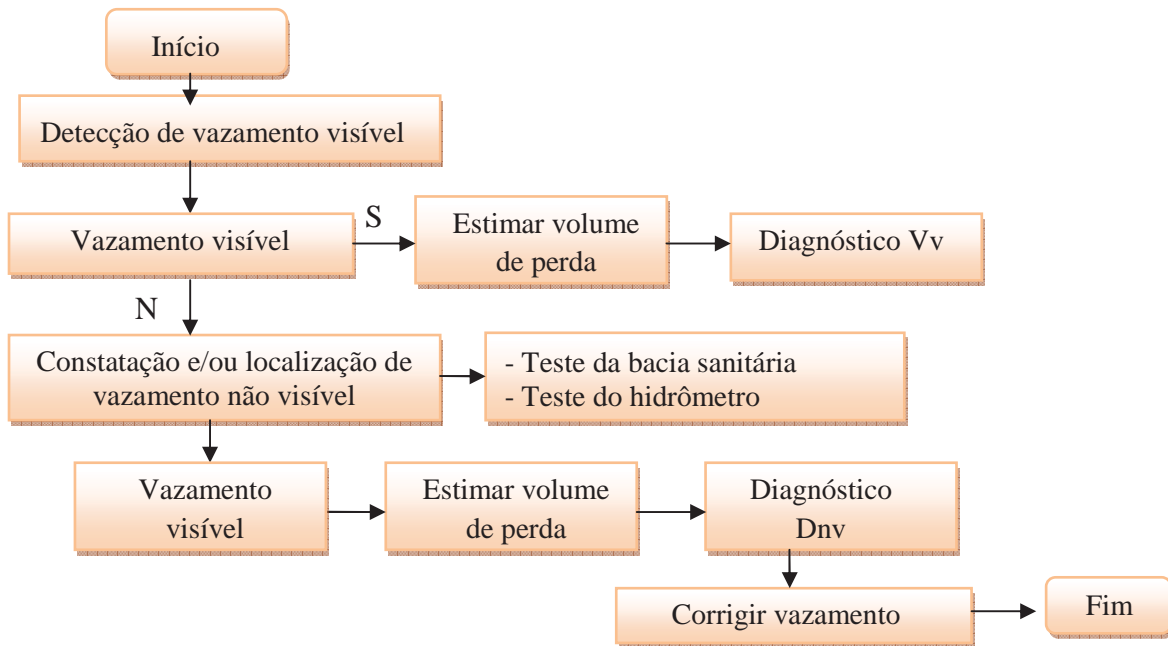 Início
Detecção de vazamento visível
Vazamento visível
S
Estimar volume
de perda
Diagnóstico Vv
N
Constatação e/ou localização de
vazamento não visível
- Teste da bacia sanitária
- Teste do hidrômetro
Vazamento
visível
Estimar volume
de perda
Diagnóstico
Dnv
Corrigir vazamento
Fim